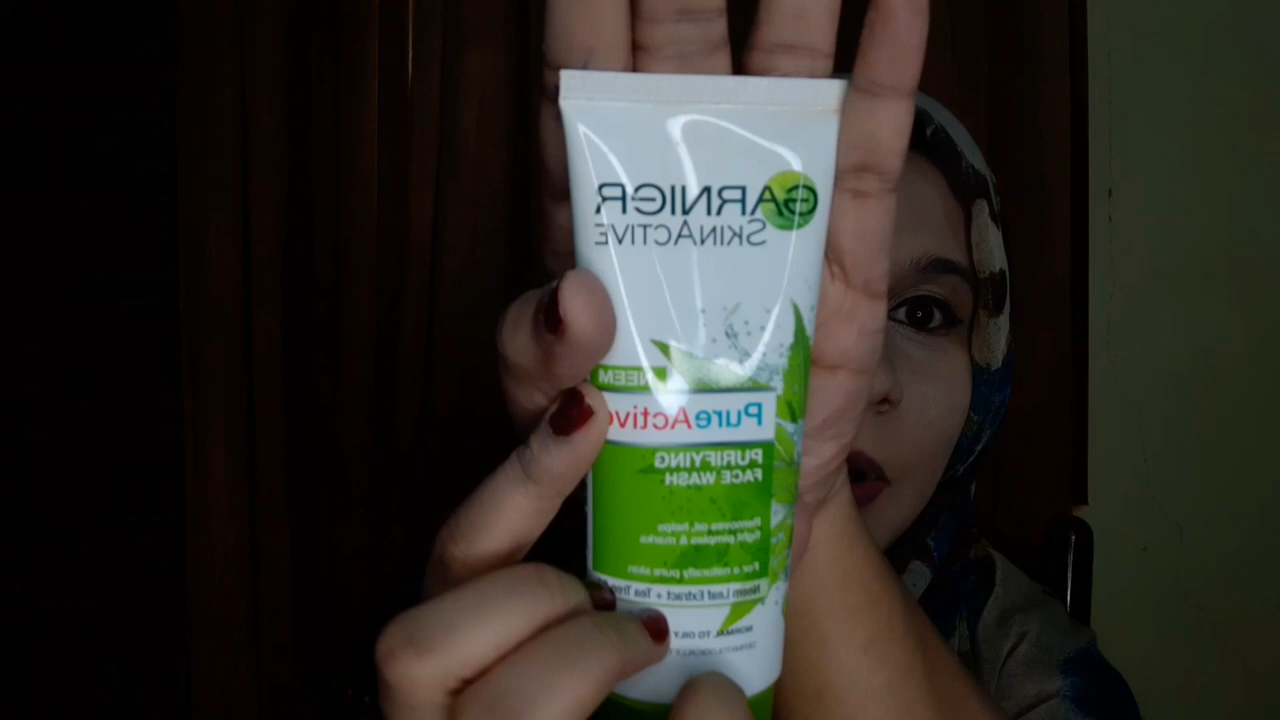 GARNIER
SKINACTIVE
NEEM
PureActive
PURIFYING
FACE WASH
Removes oil, helps
fight pimples & marks
For a naturally pure skin
Neem Leaf Extract + Tea Tree
NORMAL TO OILY
DERMATOLOGICALLY